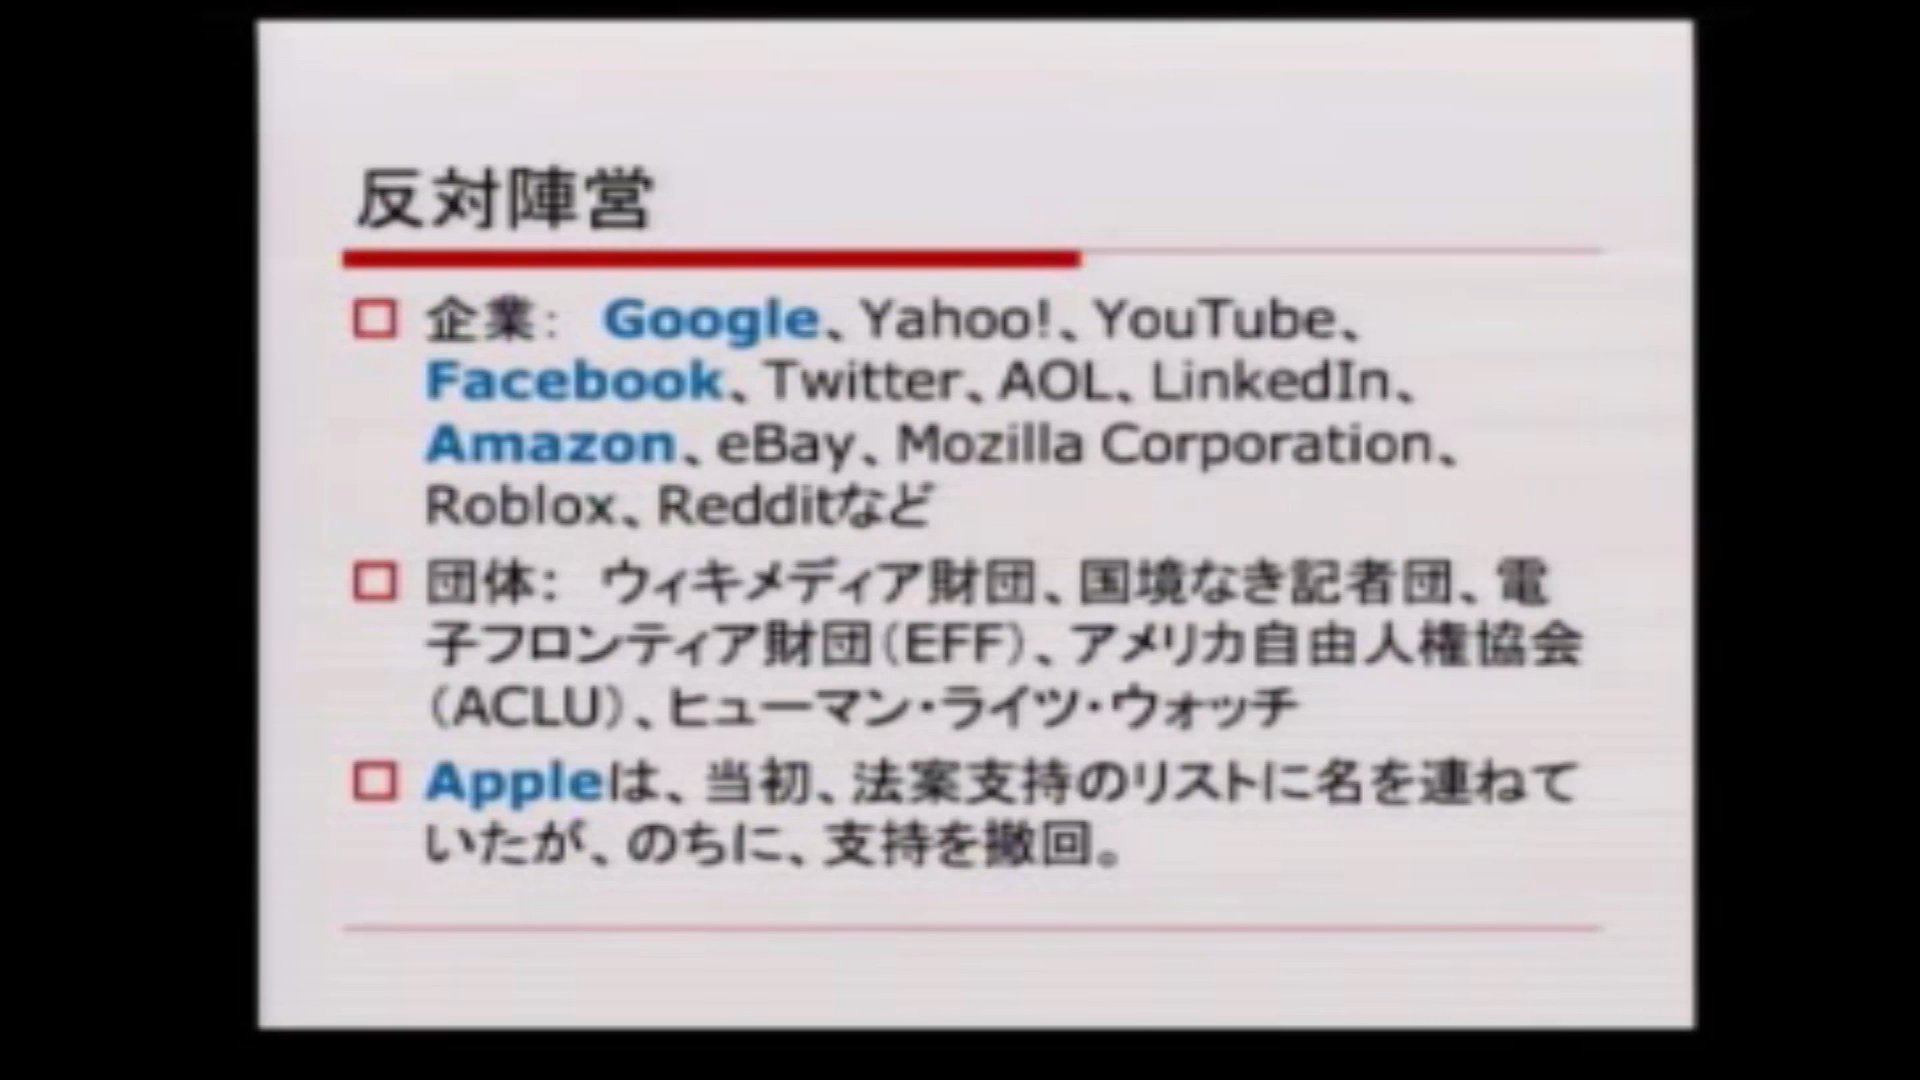 反対陣営
企業： Google、Yahoo!、YouTube、
Facebook、Twitter、AOL、LinkedIn、
Amazon、eBay、Mozilla Corporation、
Roblox、Redditなど
団体： ウィキメディア財団、国境なき記者団、電
子フロンティア財団（EFF）、アメリカ自由人権協会
（ACLU）、ヒューマン・ライツ・ウォッチ
Appleは、当初、法案支持のリストに名を連ねて
いたが、のちに、支持を撤回。